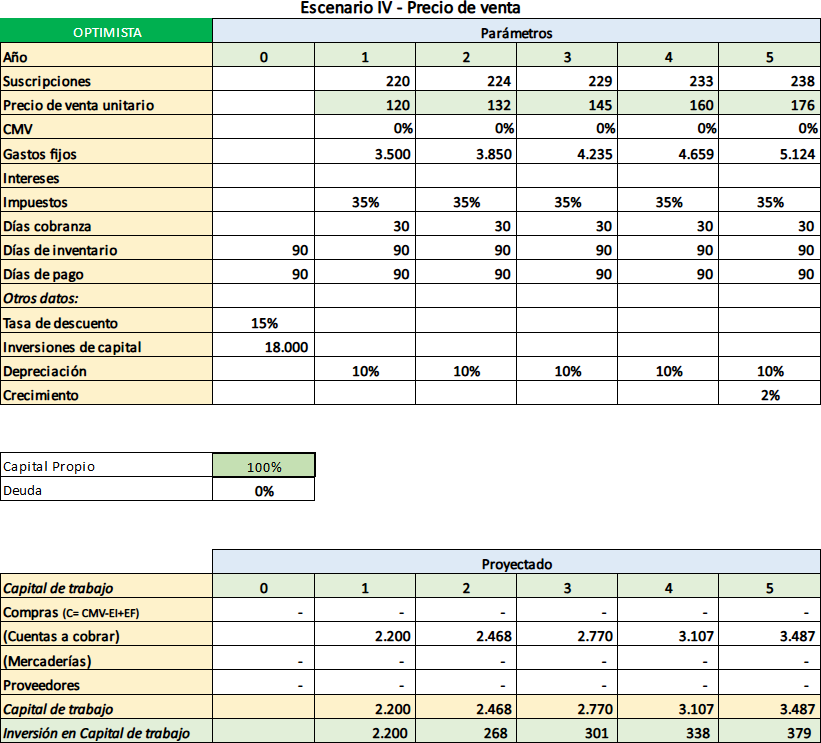 Escenario IV - Precio de venta
OPTIMISTA Parámetros
Año 0 1 2 3 4 5
Suscripciones 220 224 229 233 238
Precio de venta unitario 120 132 145 160 176
CMV 0% 0% 0% 0% 0%
Gastos fijos 3.500 3.850 4.235 4.659 5.124
Intereses
Impuestos 35% 35% 35% 35% 35%
Días cobranza 30 30 30 30 30
Días de inventario 90 90 90 90 90 90
Días de pago 90 90 90 90 90 90
Otros datos:
Tasa de descuento 15%
Inversiones de capital 18.000
Depreciación 10% 10% 10% 10% 10%
Crecimiento 2%
Capital Propio 100%
Deuda 0%
Proyectado
Capital de trabajo 0 1 2 3 4 5
Compras (C= CMV-EI+EF) - - - - - -
(Cuentas a cobrar) 2.200 2.468 2.770 3.107 3.487
(Mercaderías) - - - - - -
Proveedores - - - - - -
Capital de trabajo 2.200 2.468 2.770 3.107 3.487
Inversión en Capital de trabajo 2.200 268 301 338 379